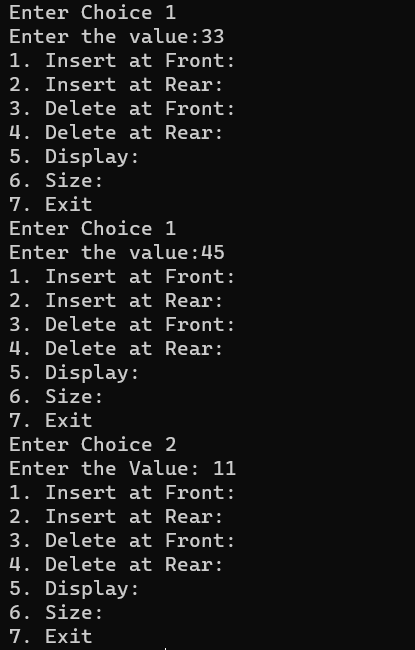 Enter Choice 1
Enter the value:33
1. Insert at Front:
2. Insert at Rear:
3. Delete at Front:
4. Delete at Rear:
5. Display:
6. Size:
7. Exit
Enter Choice 1
Enter the value:45
1. Insert at Front:
2. Insert at Rear:
3. Delete at Front:
4. Delete at Rear:
5. Display:
6. Size:
7. Exit
Enter Choice 2
Enter the Value: 11
1. Insert at Front:
2. Insert at Rear:
3. Delete at Front:
4. Delete at Rear:
5. Display:
6. Size:
7. Exit